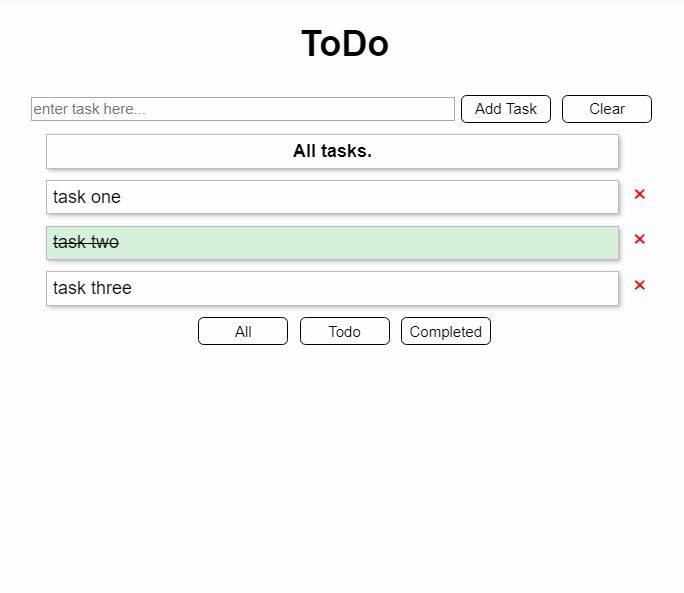 ToDo
enter task here... Add Task Clear
All tasks.
task one ×
task two ×
task three ×
All Todo Completed